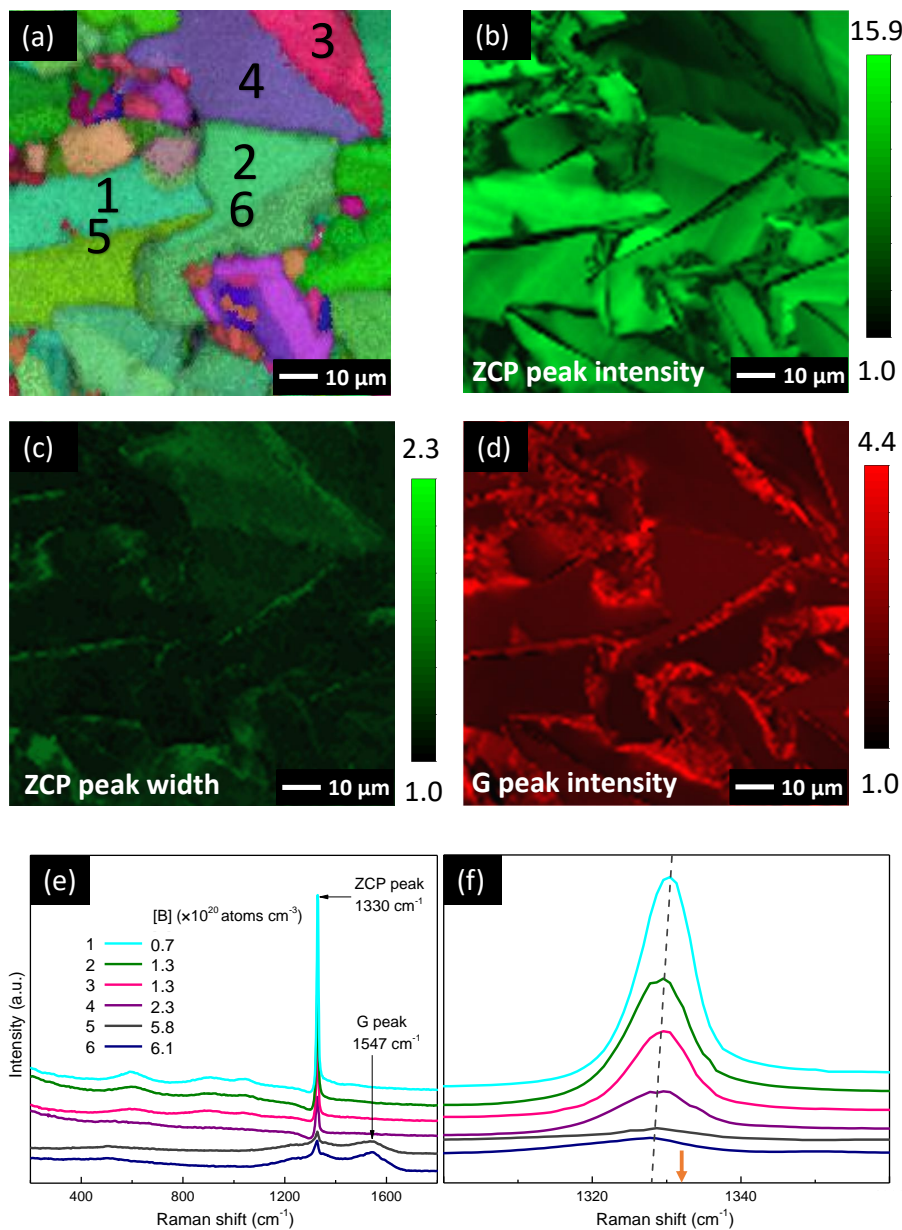 (a)
3
4
2
1
6
5
10 µm
(b)
15.9
1.0
ZCP peak intensity
10 µm
(c)
2.3
1.0
ZCP peak width
10 µm
(d)
4.4
1.0
G peak intensity
10 µm
(e)
ZCP peak
1330 cm⁻¹
[B] (×10²⁰ atoms cm⁻³)
1 0.7
2 1.3
3 1.3
4 2.3
5 5.8
6 6.1
G peak
1547 cm⁻¹
Intensity (a.u.)
400 800 1200 1600
Raman shift (cm⁻¹)
(f)
1320 1340
Raman shift (cm⁻¹)